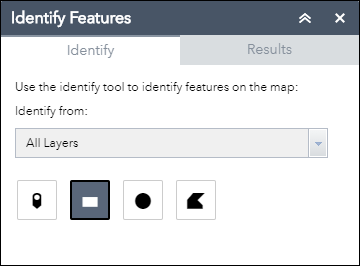 Identify Features
Identify
Results
Use the identify tool to identify features on the map:
Identify from:
All Layers